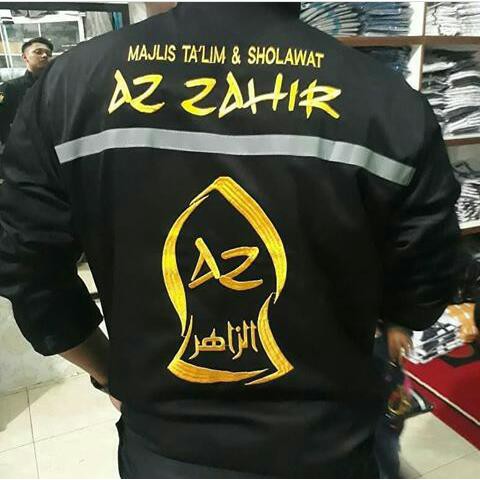 MAJLIS TA'LIM & SHOLAWAT
AZ ZAHIR
AZ
الزاهر